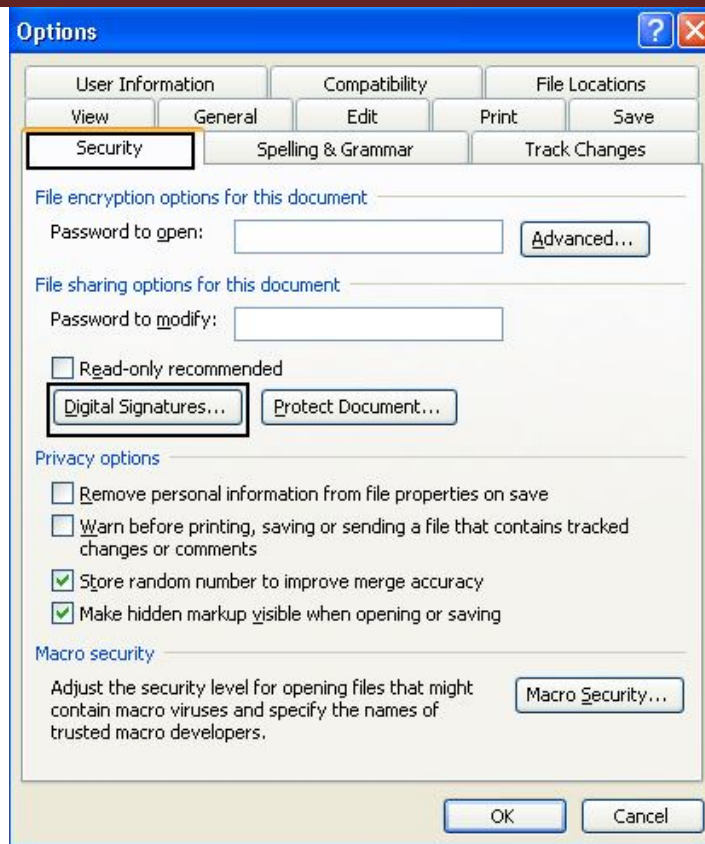 Options
User Information Compatibility File Locations
View General Edit Print Save
Security Spelling & Grammar Track Changes
File encryption options for this document
Password to open: Advanced...
File sharing options for this document
Password to modify:
Read-only recommended
Digital Signatures... Protect Document...
Privacy options
Remove personal information from file properties on save
Warn before printing, saving or sending a file that contains tracked
changes or comments
Store random number to improve merge accuracy
Make hidden markup visible when opening or saving
Macro security
Adjust the security level for opening files that might
contain macro viruses and specify the names of
trusted macro developers.
Macro Security...
OK Cancel